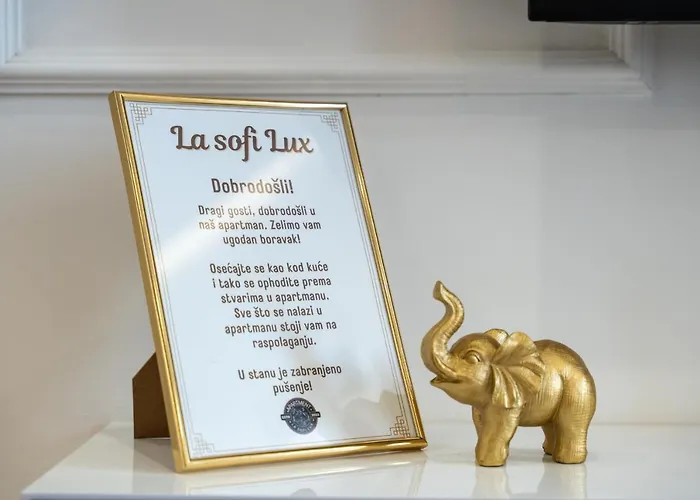 La sofi Lux
Dobrodošli!
Dragi gosti, dobrodošli u
naš apartman. Zelimo vam
ugodan boravak!
Osećajte se kao kod kuće
i tako se ophodite prema
stvarima u apartmanu.
Sve što se nalazi u
apartmanu stoji vam na
raspolaganju.
U stanu je zabranjeno
pušenje!